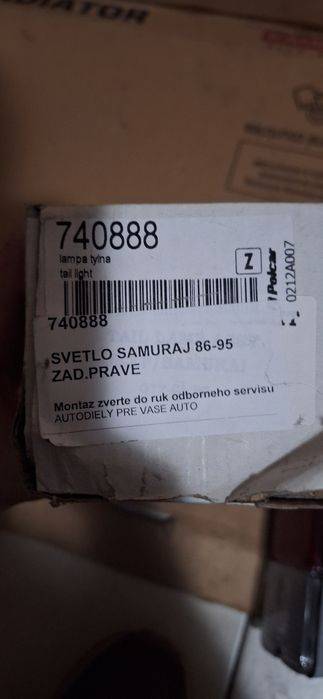 740888
lampa tylna
tail light
Z
Polcar
0212A007
740888
SVETLO SAMURAJ 86-95
ZAD.PRAVE
Montaz zverte do ruk odborneho servisu
AUTODIELY PRE VASE AUTO